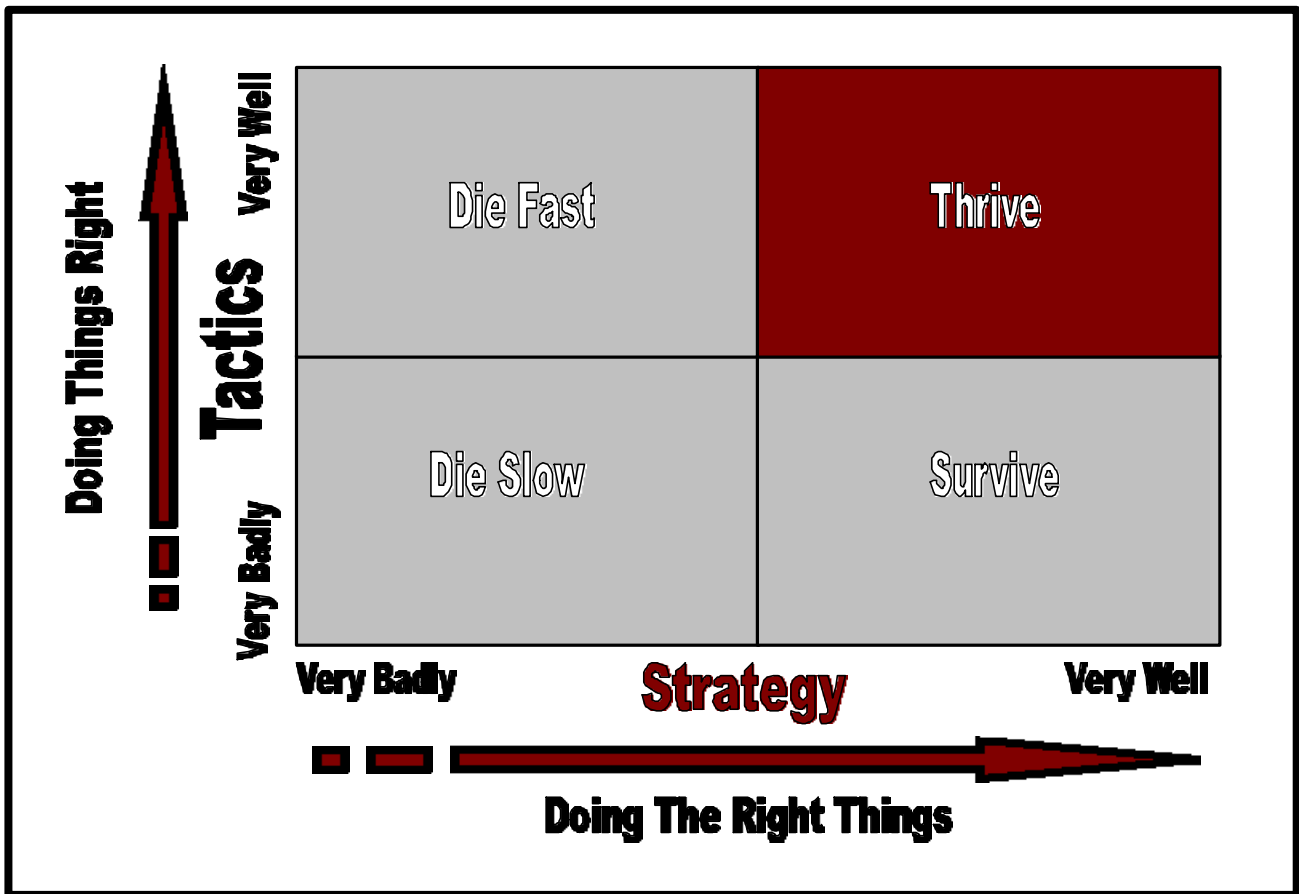 Doing Things Right
Tactics
Very Well
Very Badly
Die Fast
Thrive
Die Slow
Survive
Very Badly
Strategy
Very Well
Doing The Right Things